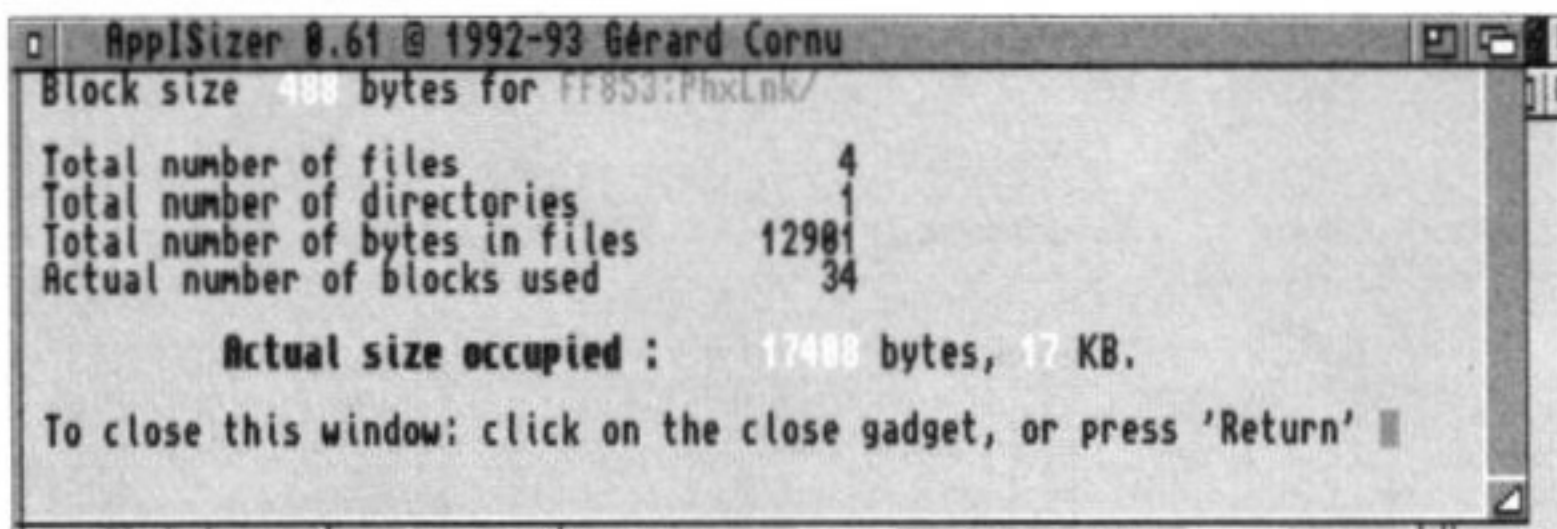 AppISizer 0.61 @ 1992-93 Gérard Cornu
Block size 488 bytes for FF853:PhxLnk/
Total number of files 4
Total number of directories 1
Total number of bytes in files 12901
Actual number of blocks used 34
Actual size occupied : 17408 bytes, 17 KB.
To close this window: click on the close gadget, or press 'Return'